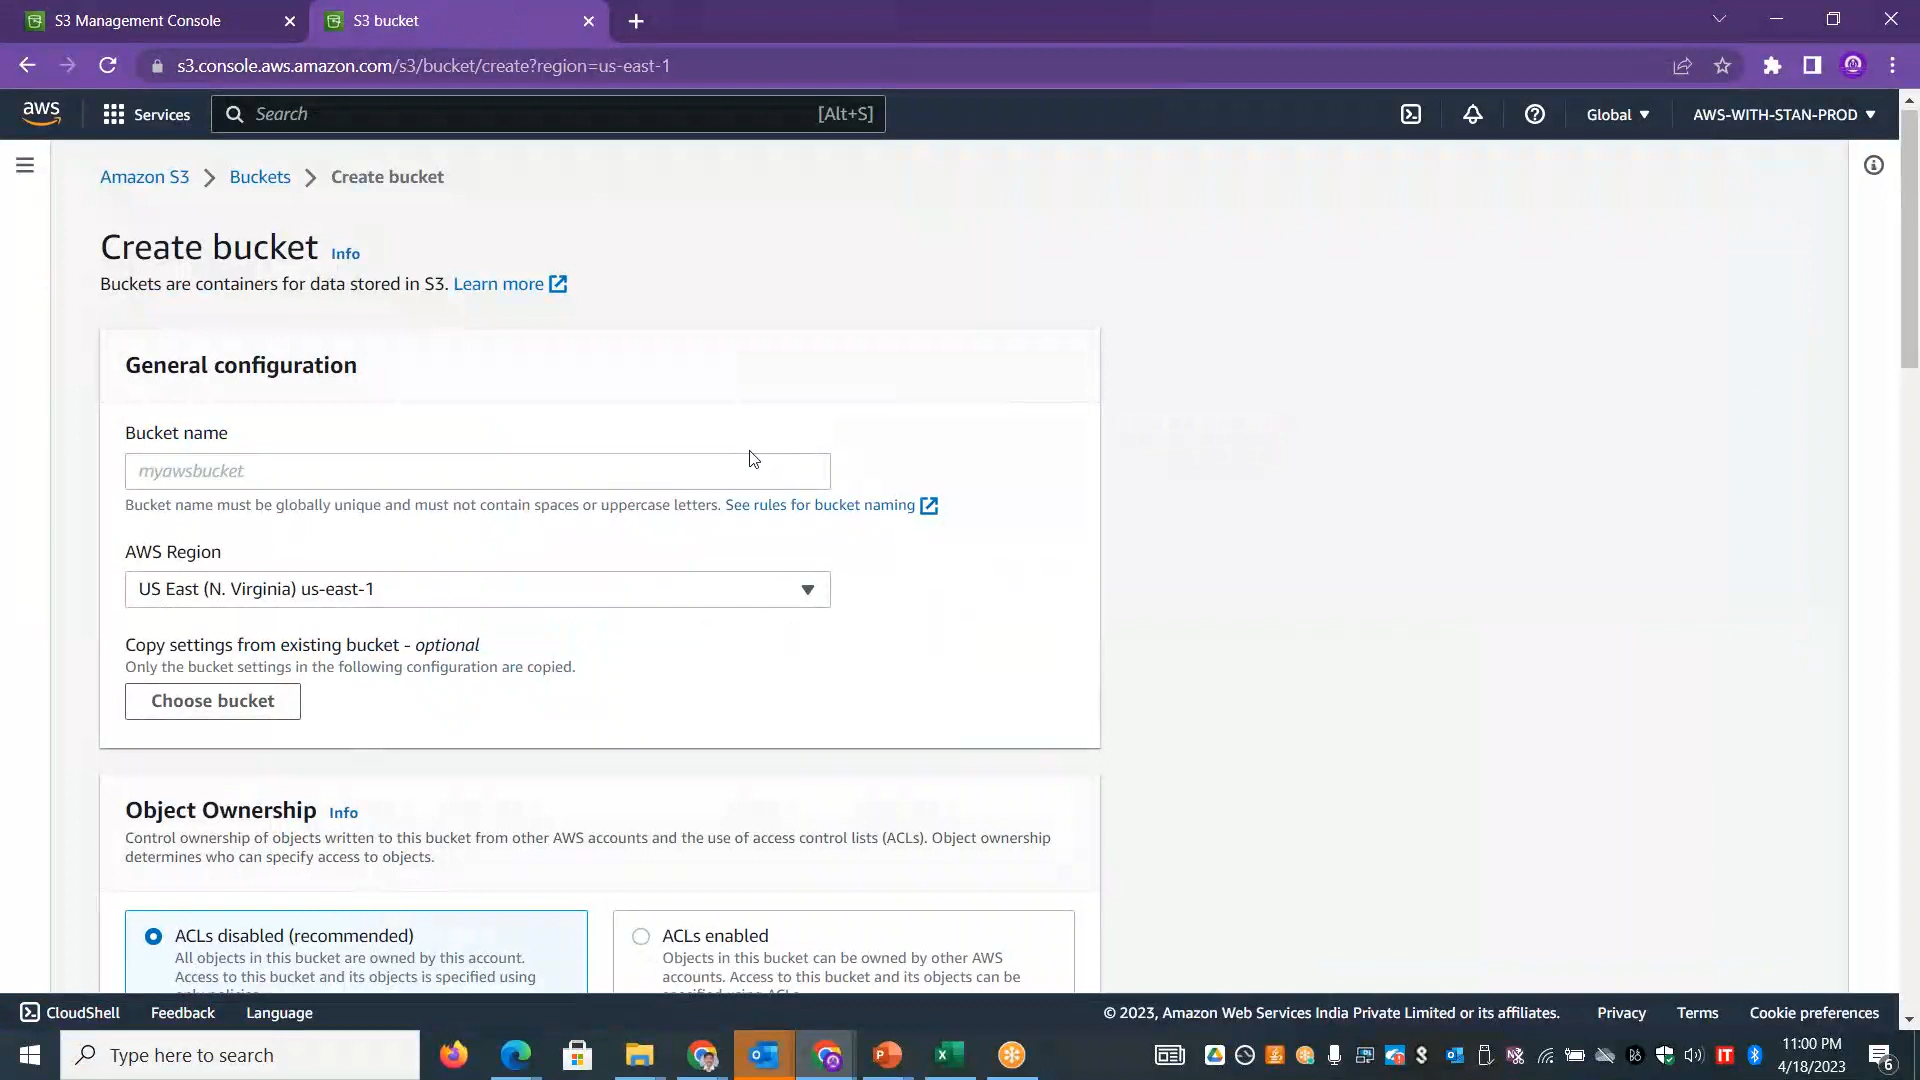 S3 Management Console
S3 bucket
s3.console.aws.amazon.com/s3/bucket/create?region=us-east-1
aws
Services
Search
[Alt+S]
Global
AWS-WITH-STAN-PROD
Amazon S3
Buckets
Create bucket
Create bucket Info
Buckets are containers for data stored in S3. Learn more
General configuration
Bucket name
myawsbucket
Bucket name must be globally unique and must not contain spaces or uppercase letters. See rules for bucket naming
AWS Region
US East (N. Virginia) us-east-1
Copy settings from existing bucket - optional
Only the bucket settings in the following configuration are copied.
Choose bucket
Object Ownership Info
Control ownership of objects written to this bucket from other AWS accounts and the use of access control lists (ACLs). Object ownership
determines who can specify access to objects.
ACLs disabled (recommended)
All objects in this bucket are owned by this account.
Access to this bucket and its objects is specified using
only policies.
ACLs enabled
Objects in this bucket can be owned by other AWS
accounts. Access to this bucket and its objects can be
specified using ACLs.
CloudShell
Feedback
Language
© 2023, Amazon Web Services India Private Limited or its affiliates.
Privacy
Terms
Cookie preferences
Type here to search
11:00 PM
4/18/2023
6